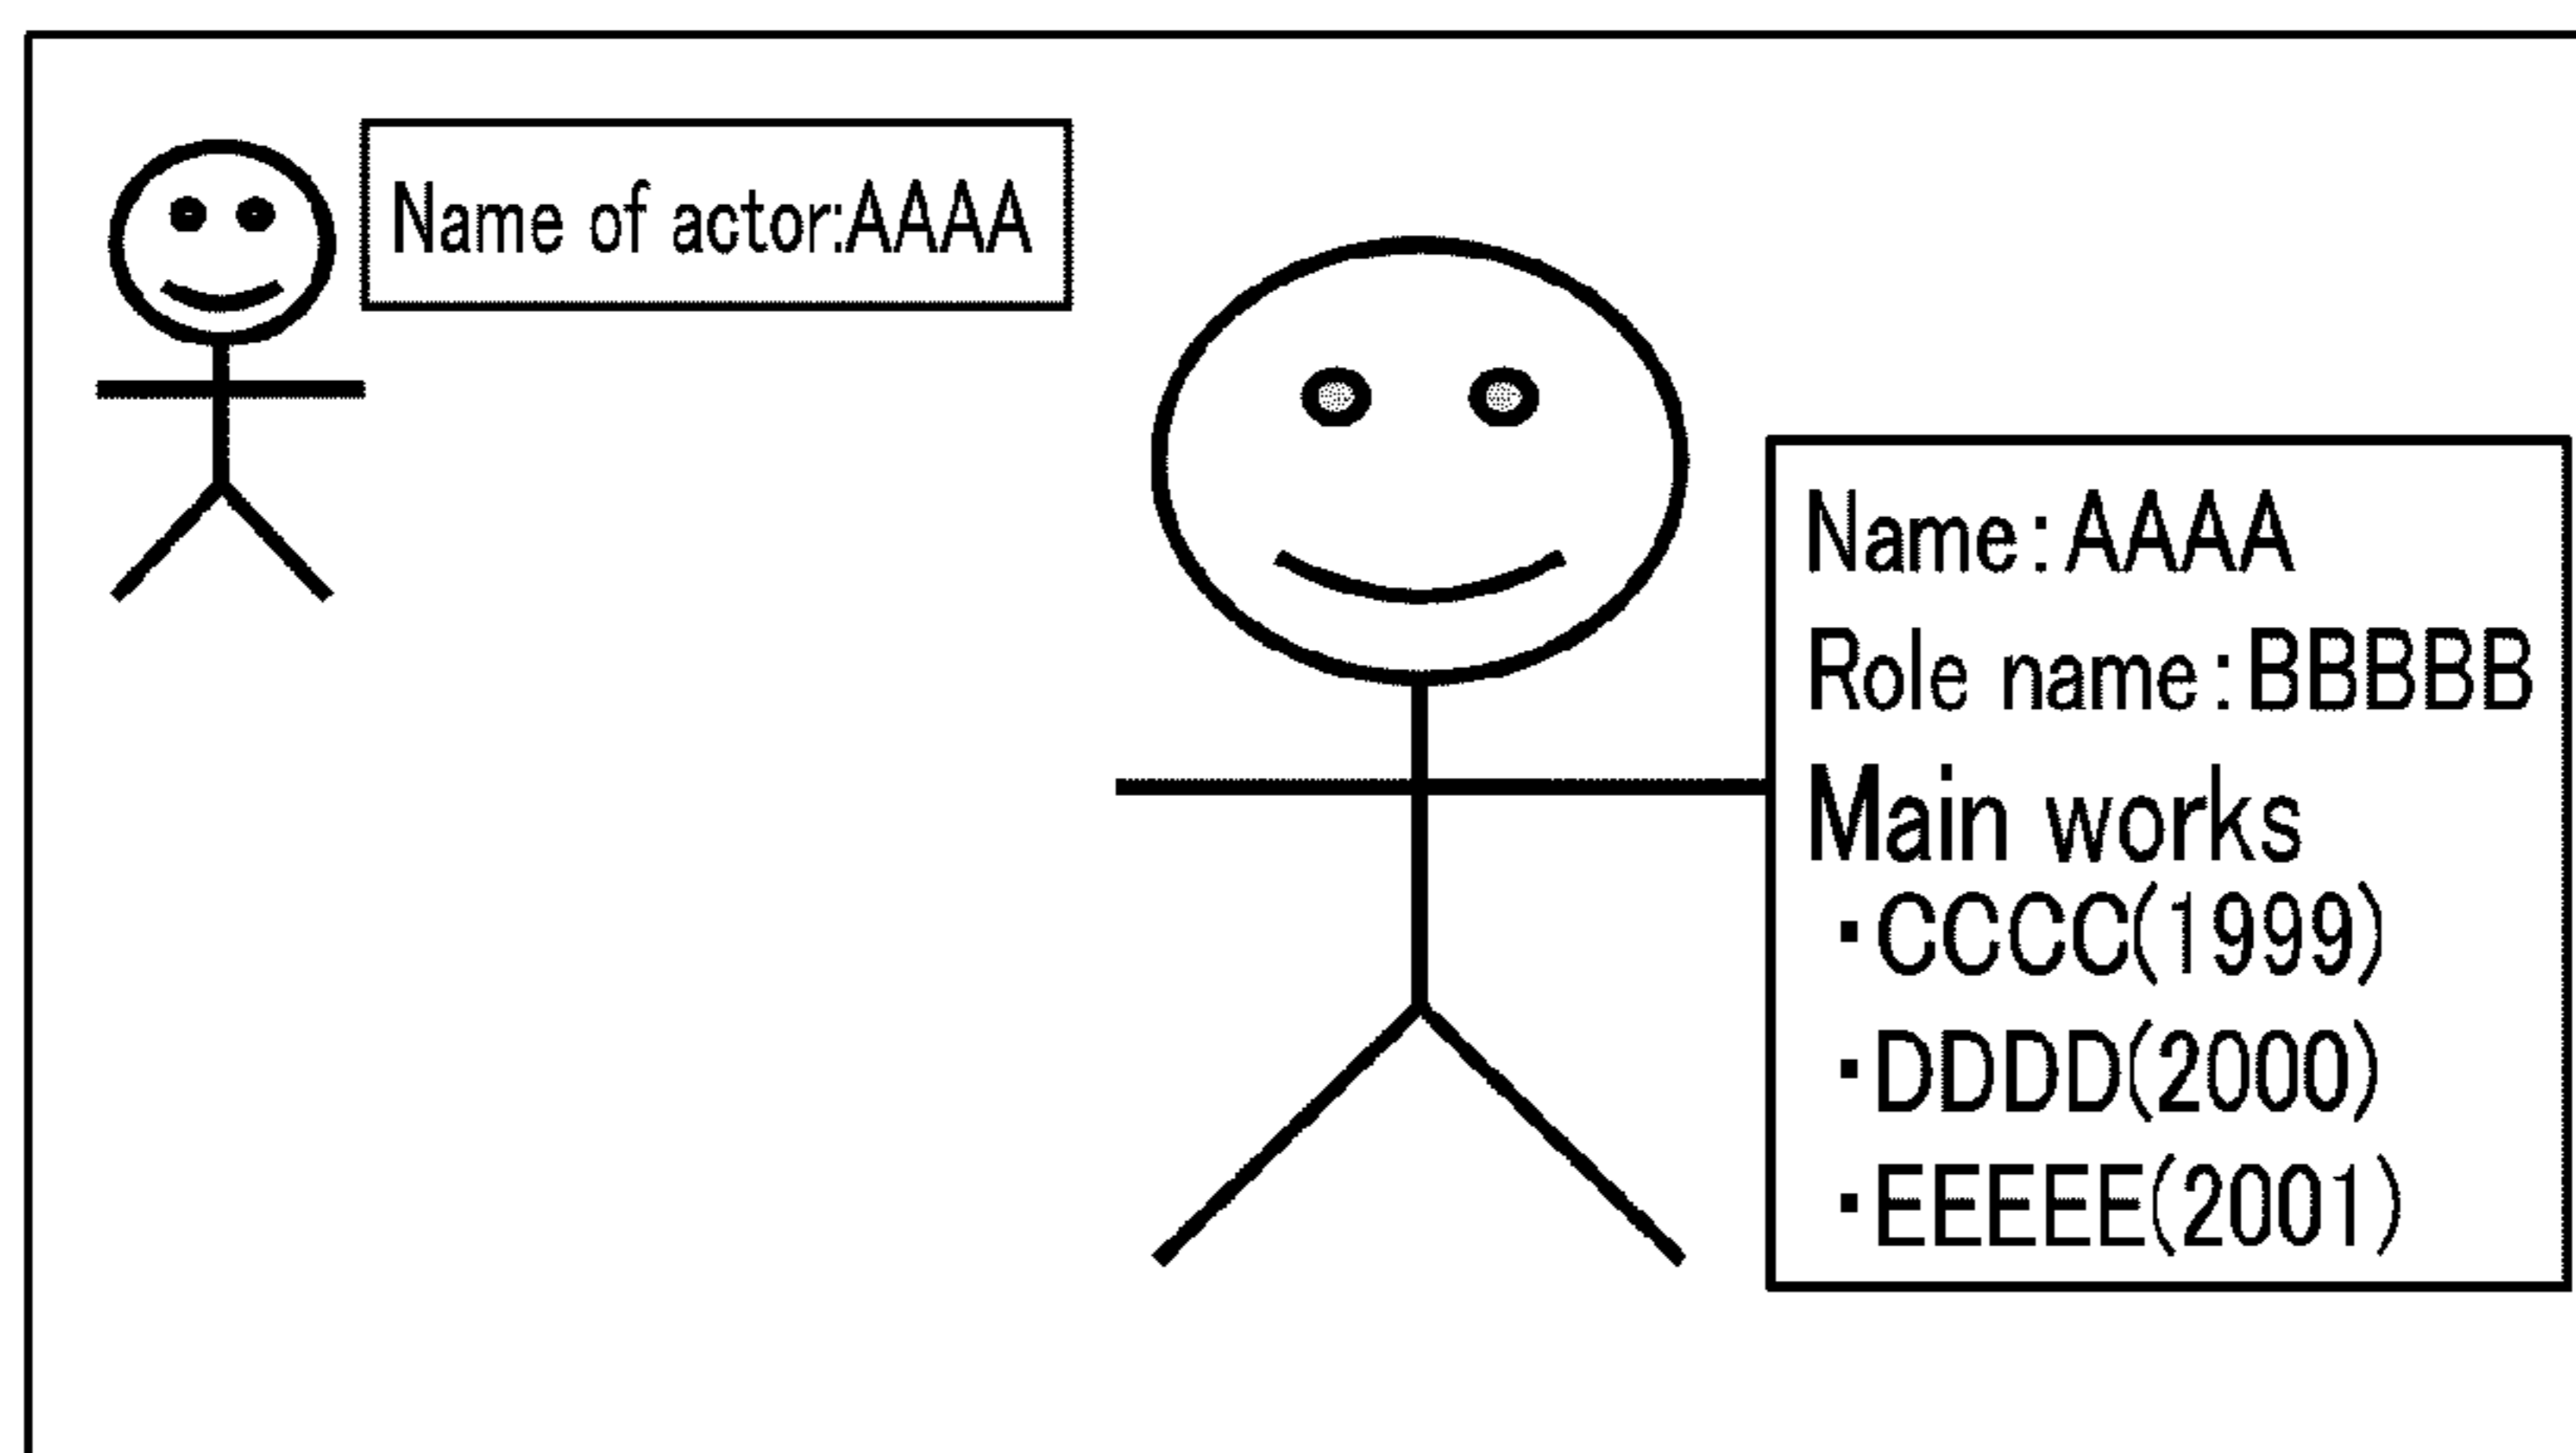 Name of actor:AAAA
Name:AAAA
Role name:BBBBB
Main works
・CCCC(1999)
・DDDD(2000)
・EEEEE(2001)